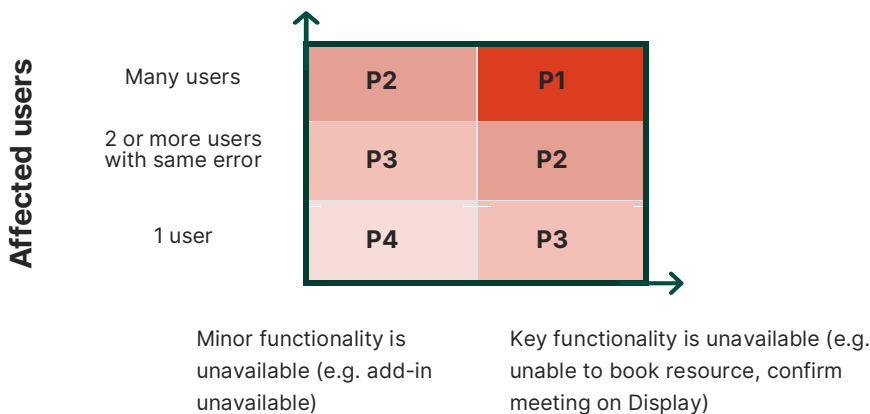 Affected users
Many users
P2
P1
2 or more users
with same error
P3
P2
1 user
P4
P3
Minor functionality is
unavailable (e.g. add-in
unavailable)
Key functionality is unavailable (e.g.
unable to book resource, confirm
meeting on Display)